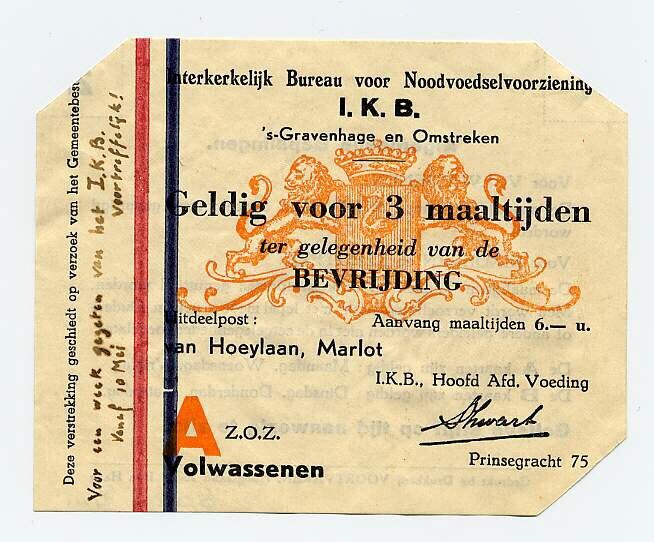 Interkerkelijk Bureau voor Noodvoedselvoorziening
I. K. B.
's-Gravenhage en Omstreken
Geldig voor 3 maaltijden
ter gelegenheid van de
BEVRIJDING
Uitdeelpost :
Aanvang maaltijden 6.— u.
van Hoeylaan, Marlot
I.K.B., Hoofd Afd. Voeding
A Z.O.Z.
Volwassenen
Prinsegracht 75
Deze verstrekking geschiedt op verzoek van het Gemeentebest
Voor een week gegeten van het I.K.B.
vanaf 10 Mei voortreffelijk!